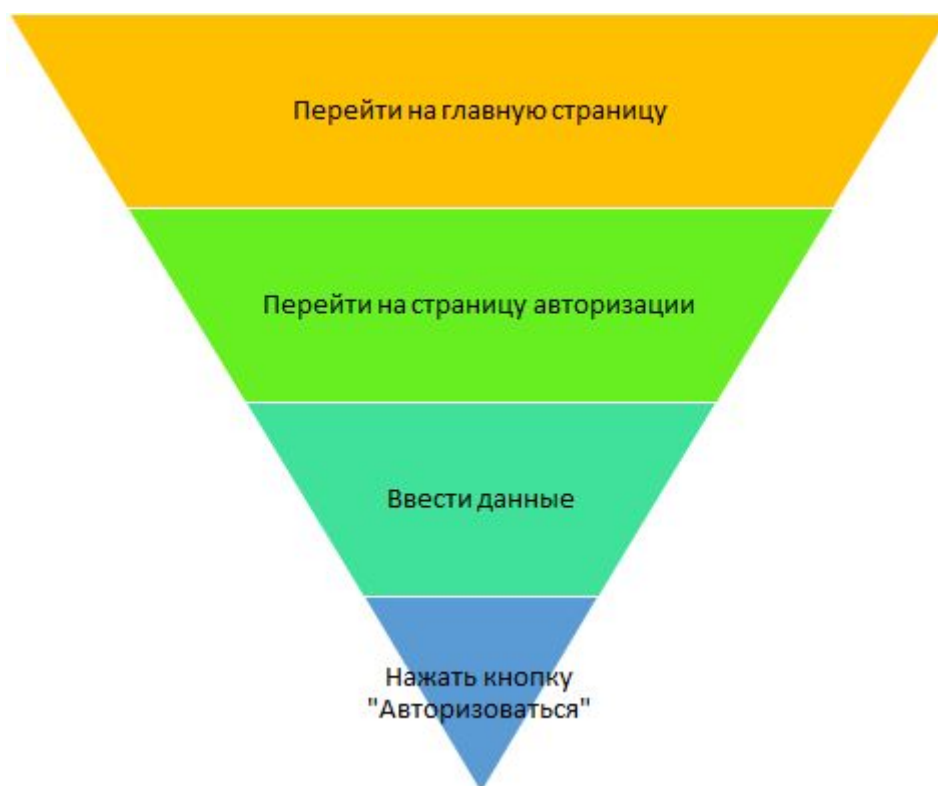 Перейти на главную страницу
Перейти на страницу авторизации
Ввести данные
Нажать кнопку
"Авторизоваться"